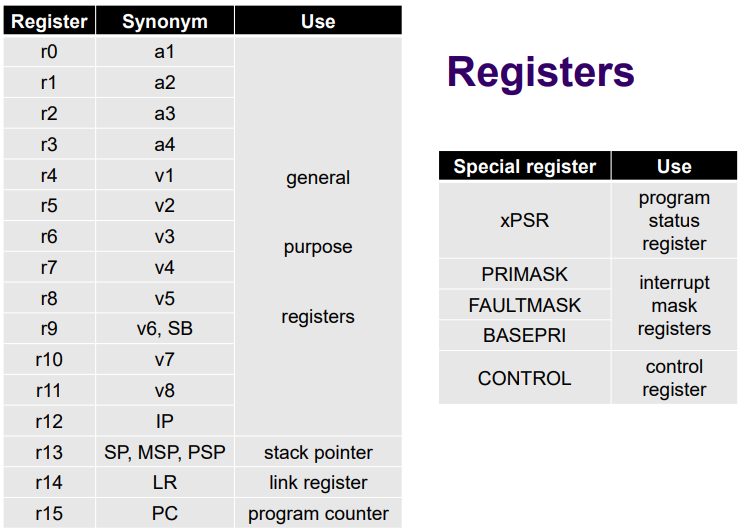 Register Synonym Use
r0 a1
r1 a2
r2 a3
r3 a4
r4 v1
general
r5 v2
r6 v3
purpose
r7 v4
r8 v5
registers
r9 v6, SB
r10 v7
r11 v8
r12 IP
r13 SP, MSP, PSP stack pointer
r14 LR link register
r15 PC program counter
Registers
Special register Use
xPSR
program
status
register
PRIMASK
FAULTMASK
BASEPRI
interrupt
mask
registers
CONTROL
control
register